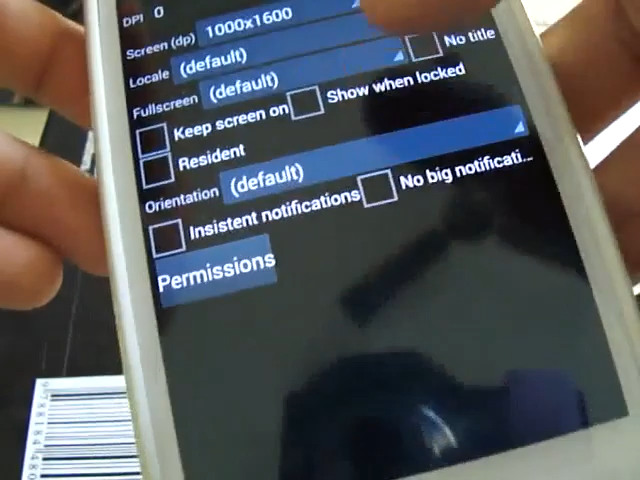 DPI 0
Screen (dp) 1000x1600
Locale (default) No title
Fullscreen (default)
Keep screen on Show when locked
Resident
Orientation (default)
Insistent notifications No big notificati...
Permissions